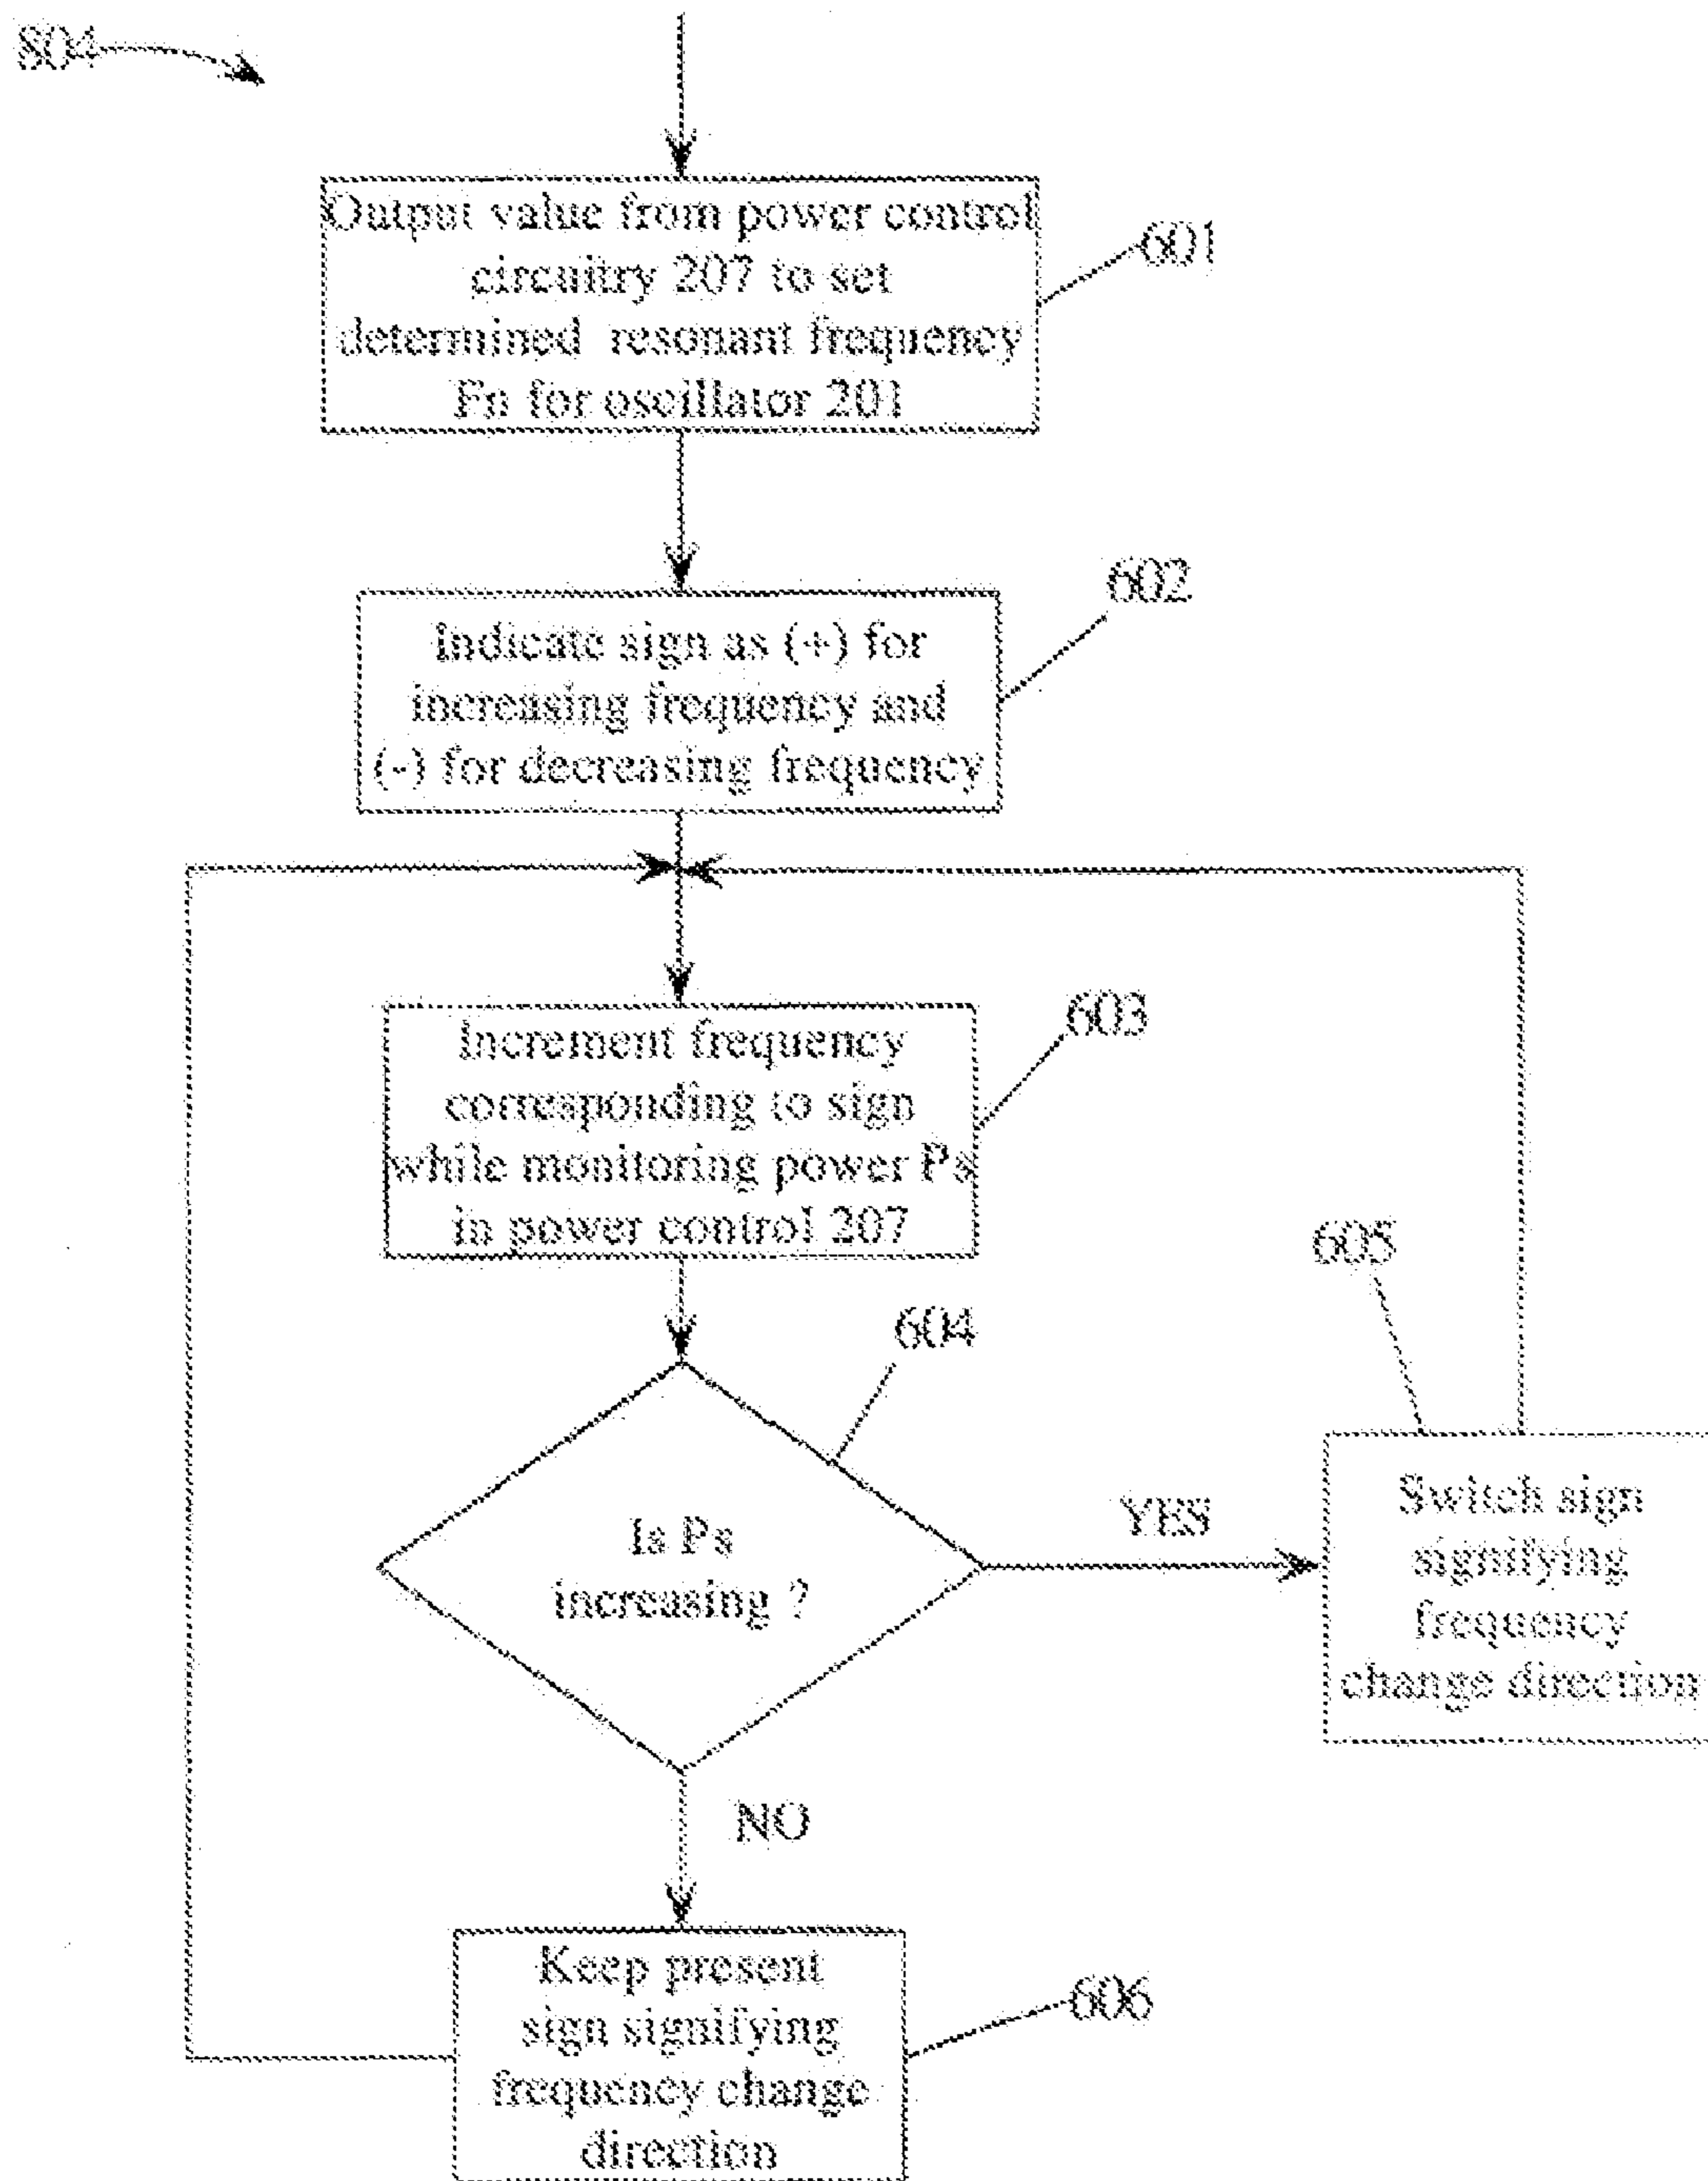 804
Output value from power control
circuitry 207 to set
determined resonant frequency
Fn for oscillator 201
601
Indicate sign as (+) for
increasing frequency and
(-) for decreasing frequency
602
Increment frequency
corresponding to sign
while monitoring power Ps
in power control 207
603
Is Ps
increasing ?
604
YES
Switch sign
signifying
frequency
change direction
605
NO
Keep present
sign signifying
frequency change
direction
606